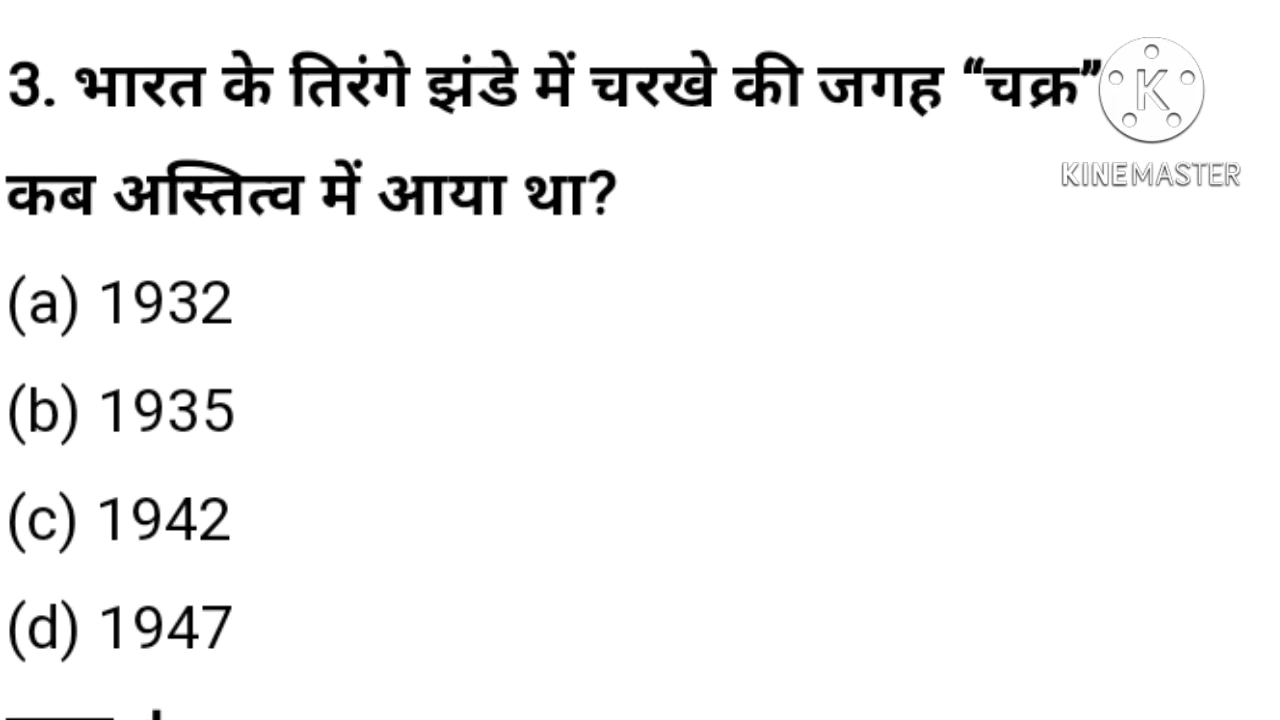 3. भारत के तिरंगे झंडे में चरखे की जगह “चक्र”
K
KINEMASTER
कब अस्तित्व में आया था?
(a) 1932
(b) 1935
(c) 1942
(d) 1947